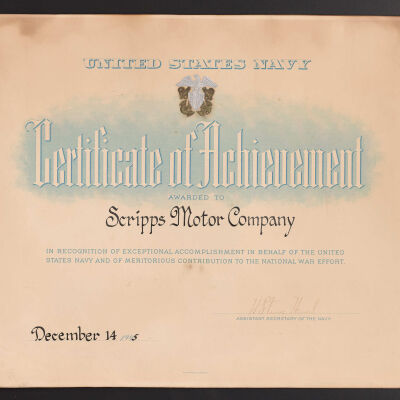 UNITED STATES NAVY
Certificate of Achievement
AWARDED TO
Scripps Motor Company
IN RECOGNITION OF EXCEPTIONAL ACCOMPLISHMENT IN BEHALF OF THE UNITED
STATES NAVY AND OF MERITORIOUS CONTRIBUTION TO THE NATIONAL WAR EFFORT.
ASSISTANT SECRETARY OF THE NAVY
December 14 1945